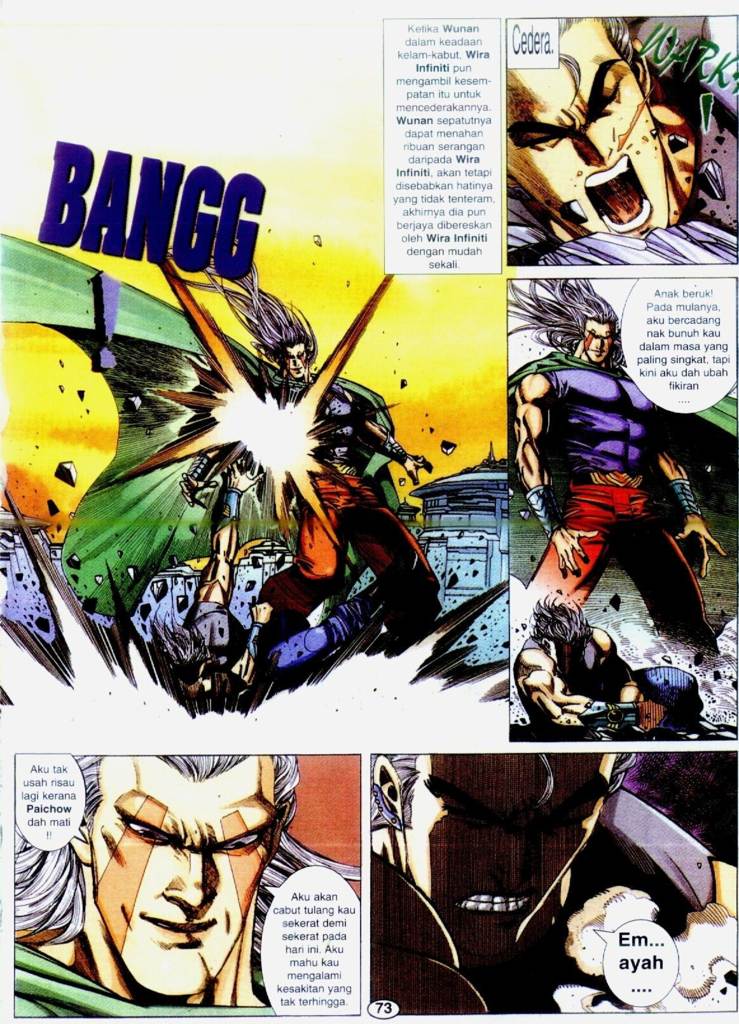 BANGG
!
Ketika Wunan
dalam keadaan
kelam-kabut, Wira
Infiniti pun
mengambil kesem-
patan itu untuk
mencederakannya.
Wunan sepatutnya
dapat menahan
ribuan serangan
daripada Wira
Infiniti, akan tetapi
disebabkan hatinya
yang tidak tenteram,
akhirnya dia pun
berjaya dibereskan
oleh Wira Infiniti
dengan mudah
sekali.
Cedera.
WARK
!
Anak beruk!
Pada mulanya,
aku bercadang
nak bunuh kau
dalam masa yang
paling singkat, tapi
kini aku dah ubah
fikiran
....
Aku tak
usah risau
lagi kerana
Paichow
dah mati
!!
Aku akan
cabut tulang kau
sekerat demi
sekerat pada
hari ini. Aku
mahu kau
mengalami
kesakitan yang
tak terhingga.
Em...
ayah
....
73